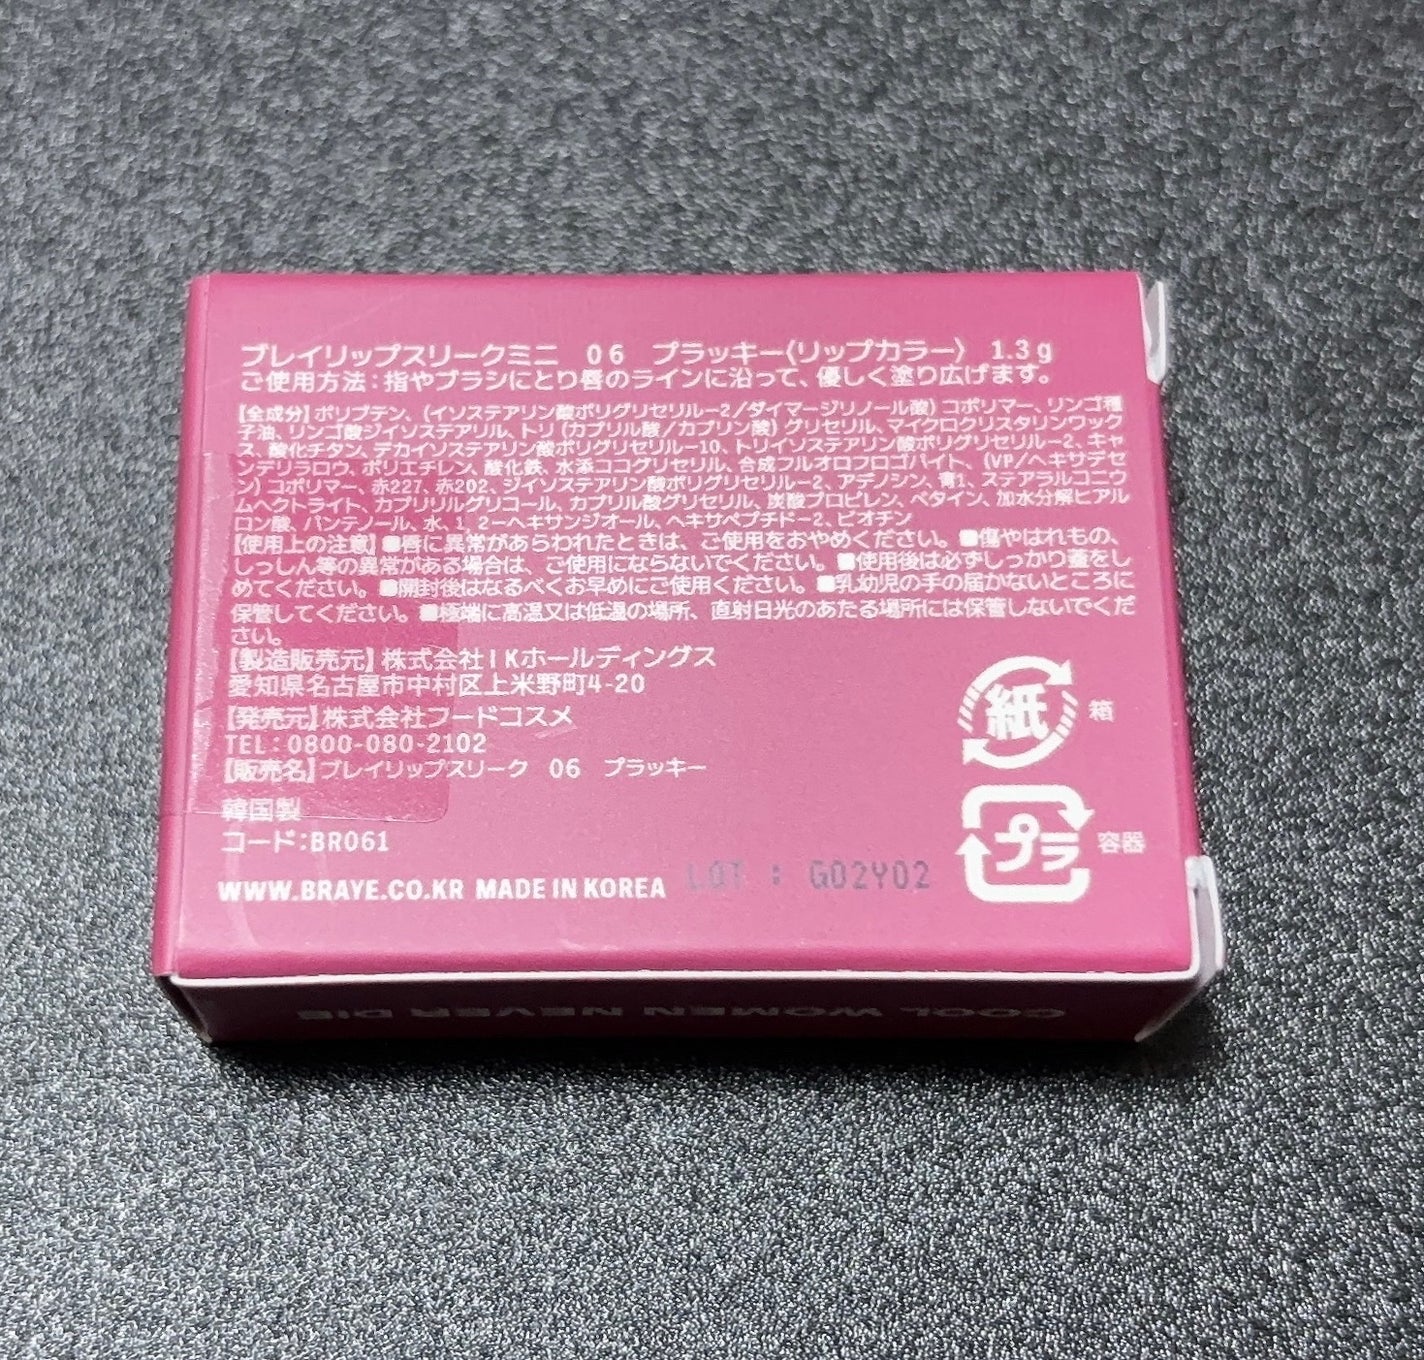 ブレイリップスリークミニ 06 プラッキー〈リップカラー〉 1.3g
ご使用方法：指やブラシにとり唇のラインに沿って、優しく塗り広げます。
【全成分】ポリブテン、(イソステアリン酸ポリグリセリル－2/ダイマージリノール酸)コポリマー、リンゴ種
子油、リンゴ酸ジイソステアリル、トリ(カプリル酸/カプリン酸)グリセリル、マイクロクリスタリンワック
ス、酸化チタン、デカイソステアリン酸ポリグリセリル－10、トリイソステアリン酸ポリグリセリル－2、キャ
ンデリラロウ、ポリエチレン、酸化鉄、水添ココグリセリル、合成フルオロフロゴパイト、(VP/ヘキサデセ
ン)コポリマー、赤227、赤202、ジイソステアリン酸ポリグリセリル－2、アデノシン、青1、ステアラルコニウ
ムヘクトライト、カプリリルグリコール、カプリル酸グリセリル、炭酸プロピレン、ベタイン、加水分解ヒアル
ロン酸、パンテノール、水、1,2－ヘキサンジオール、ヘキサペプチド－2、ビオチン
【使用上の注意】■唇に異常があらわれたときは、ご使用をおやめください。■傷やはれもの、
しっしん等の異常がある場合は、ご使用にならないでください。■使用後は必ずしっかり蓋をし
めてください。■開封後はなるべくお早めにご使用ください。■乳幼児の手の届かないところに
保管してください。■極端に高温又は低温の場所、直射日光のあたる場所には保管しないでくだ
さい。
【製造販売元】株式会社IKホールディングス
愛知県名古屋市中村区上米野町4-20
【発売元】株式会社フードコスメ
TEL：0800-080-2102
【販売名】ブレイリップスリーク 06 プラッキー
韓国製
コード：BR061
WWW.BRAYE.CO.KR MADE IN KOREA
LOT : G02Y02
紙 箱
プラ 容器
COOL WOMEN NEVER DIE